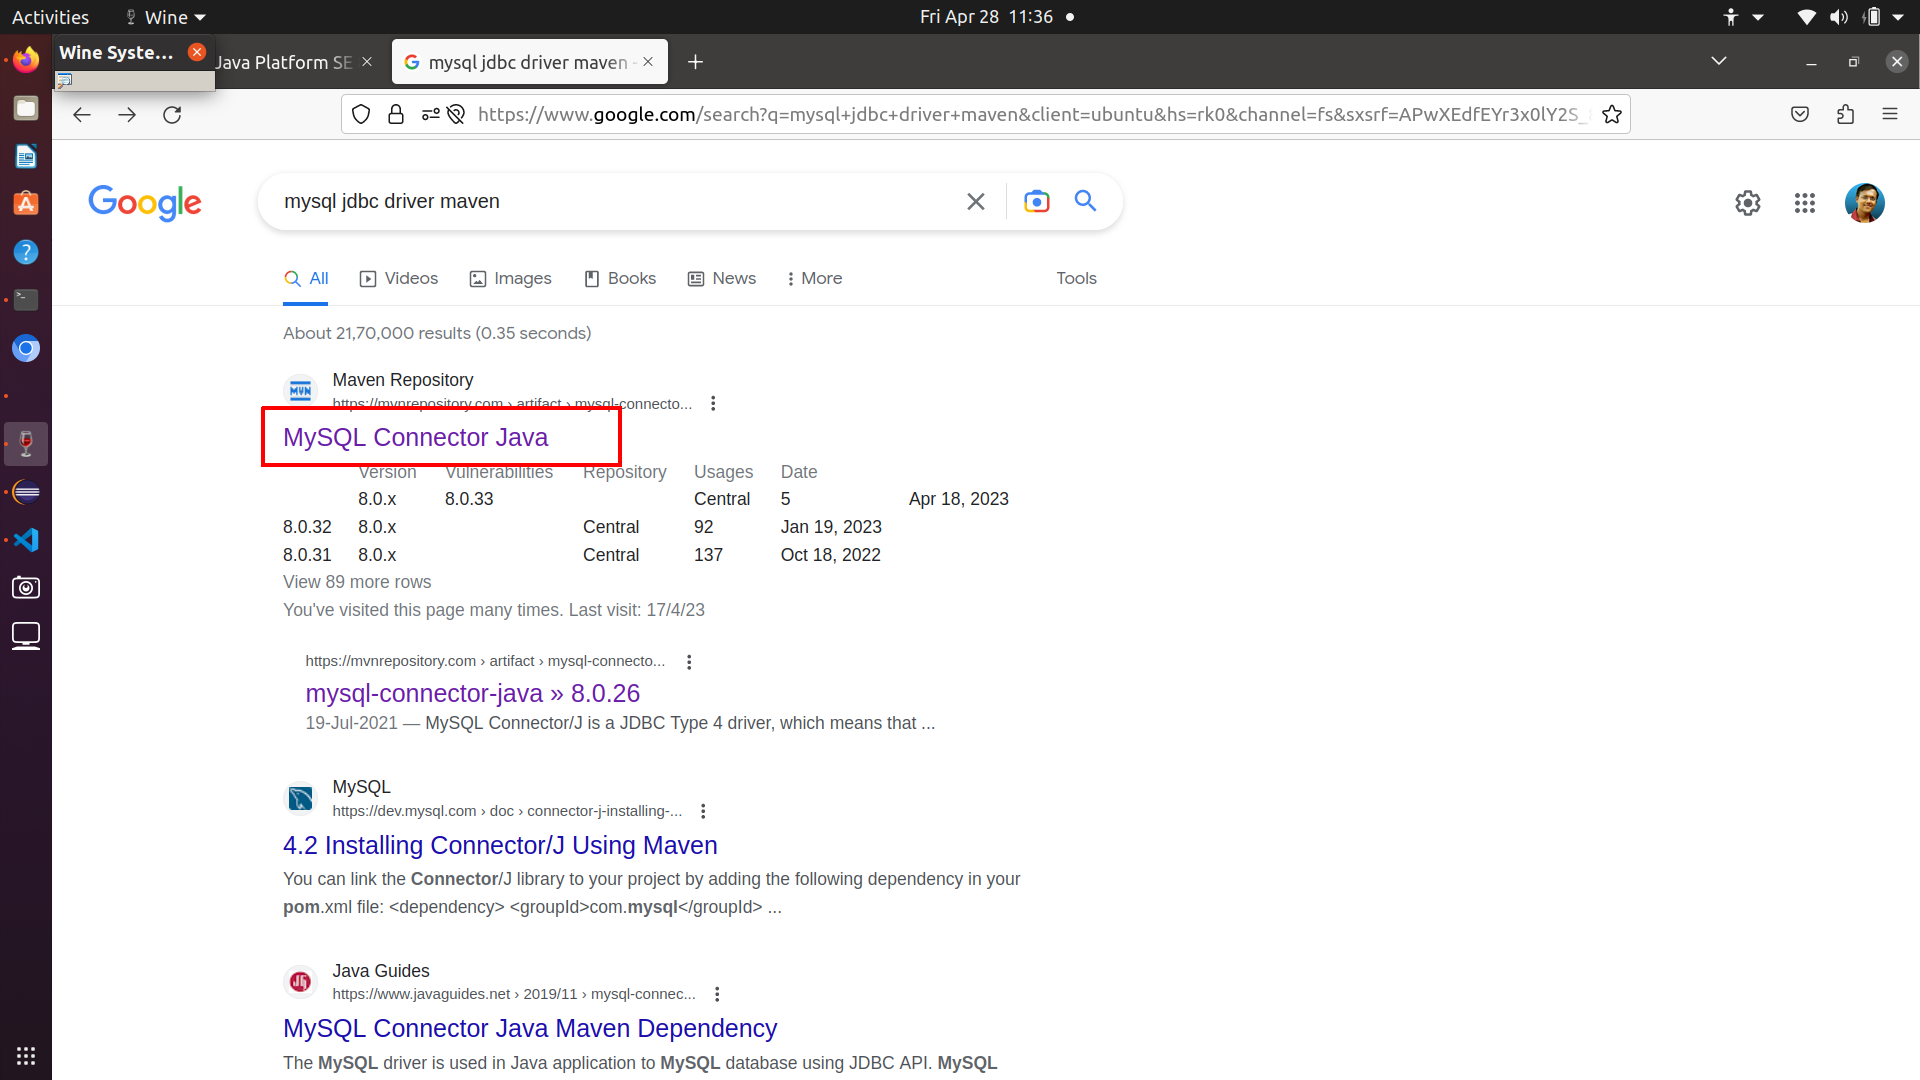 Activities
Wine
Fri Apr 28 11:36
Wine Syste...
Java Platform SE
mysql jdbc driver maven -
https://www.google.com/search?q=mysql+jdbc+driver+maven&client=ubuntu&hs=rk0&channel=fs&sxsrf=APwXEdfEYr3x0lY2S_
Google
mysql jdbc driver maven
All
Videos
Images
Books
News
More
Tools
About 21,70,000 results (0.35 seconds)
MVN
Maven Repository
https://mvnrepository.com › artifact › mysql-connecto...
MySQL Connector Java
Version Vulnerabilities Repository Usages Date
8.0.x 8.0.33 Central 5 Apr 18, 2023
8.0.32 8.0.x Central 92 Jan 19, 2023
8.0.31 8.0.x Central 137 Oct 18, 2022
View 89 more rows
You've visited this page many times. Last visit: 17/4/23
https://mvnrepository.com › artifact › mysql-connecto...
mysql-connector-java » 8.0.26
19-Jul-2021 — MySQL Connector/J is a JDBC Type 4 driver, which means that ...
MySQL
https://dev.mysql.com › doc › connector-j-installing-...
4.2 Installing Connector/J Using Maven
You can link the Connector/J library to your project by adding the following dependency in your
pom.xml file: <dependency> <groupId>com.mysql</groupId> ...
JG
Java Guides
https://www.javaguides.net › 2019/11 › mysql-connec...
MySQL Connector Java Maven Dependency
The MySQL driver is used in Java application to MySQL database using JDBC API. MySQL